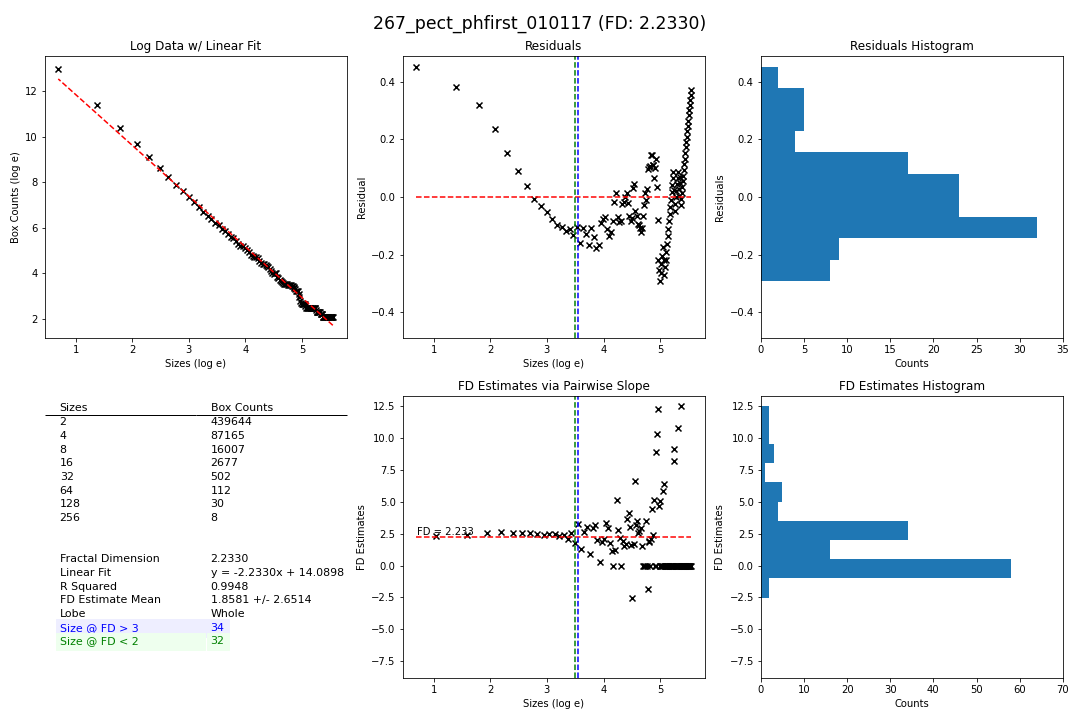 267_pect_phfirst_010117 (FD: 2.2330)
Log Data w/ Linear Fit
Box Counts (log e)
12
10
8
6
4
2
1 2 3 4 5
Sizes (log e)
Residuals
Residual
0.4
0.2
0.0
−0.2
−0.4
1 2 3 4 5
Sizes (log e)
Residuals Histogram
Residuals
0.4
0.2
0.0
−0.2
−0.4
0 5 10 15 20 25 30 35
Counts
Sizes Box Counts
2 439644
4 87165
8 16007
16 2677
32 502
64 112
128 30
256 8
Fractal Dimension 2.2330
Linear Fit y = -2.2330x + 14.0898
R Squared 0.9948
FD Estimate Mean 1.8581 +/- 2.6514
Lobe Whole
Size @ FD > 3 34
Size @ FD < 2 32
FD Estimates via Pairwise Slope
FD Estimates
12.5
10.0
7.5
5.0
2.5
0.0
−2.5
−5.0
−7.5
FD = 2.233
1 2 3 4 5
Sizes (log e)
FD Estimates Histogram
FD Estimates
12.5
10.0
7.5
5.0
2.5
0.0
−2.5
−5.0
−7.5
0 10 20 30 40 50 60 70
Counts